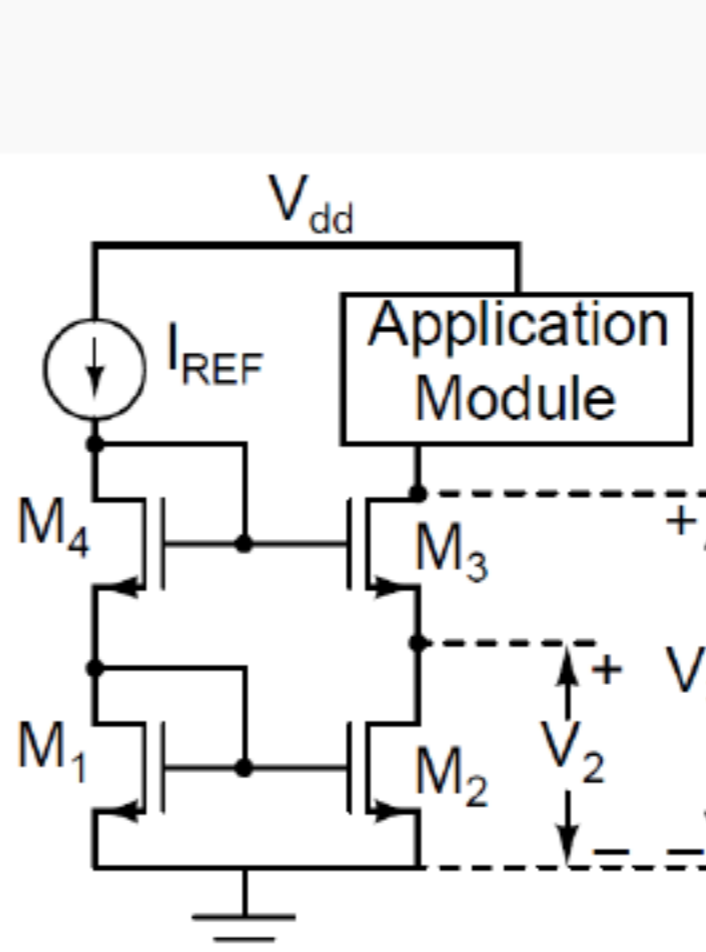 Vdd
IREF
Application
Module
M4
M3
+
+
V
M1
V2
M2
− −